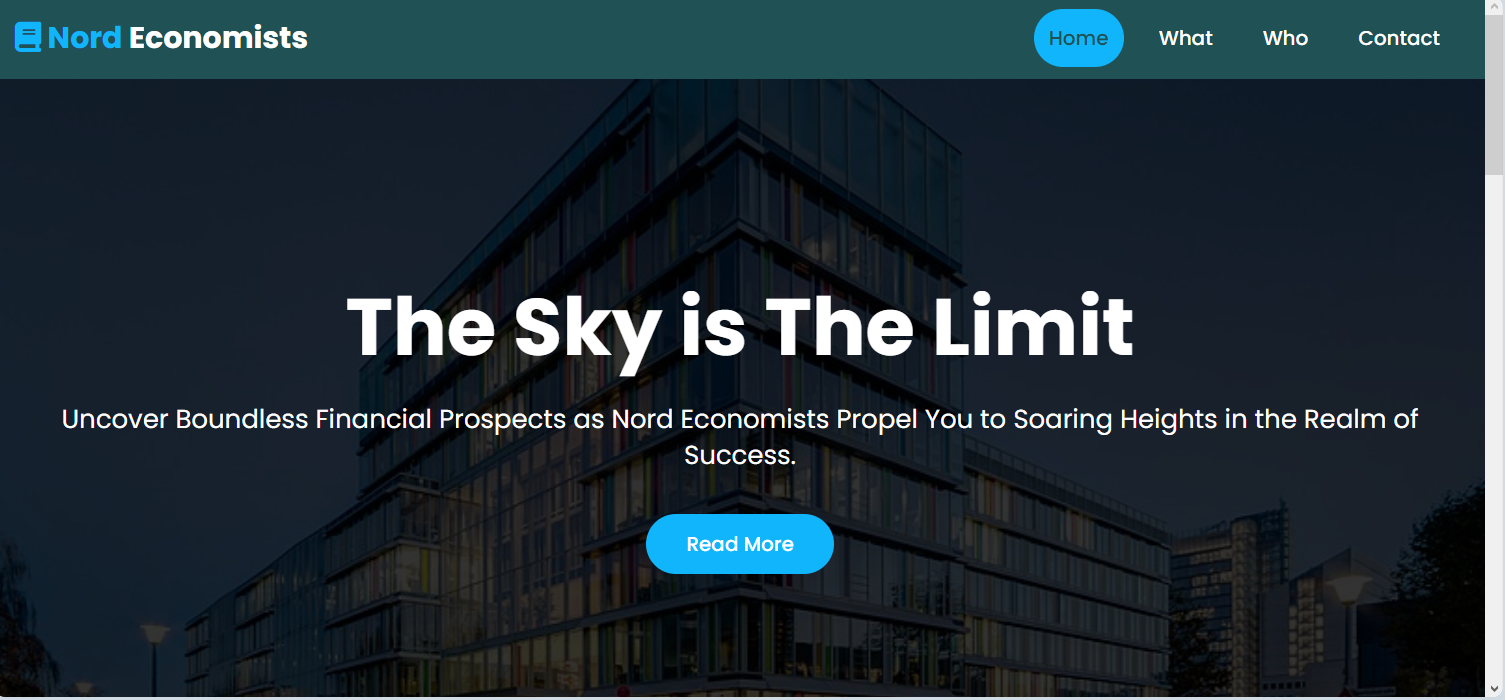 Nord Economists
Home
What
Who
Contact
The Sky is The Limit
Uncover Boundless Financial Prospects as Nord Economists Propel You to Soaring Heights in the Realm of
Success.
Read More